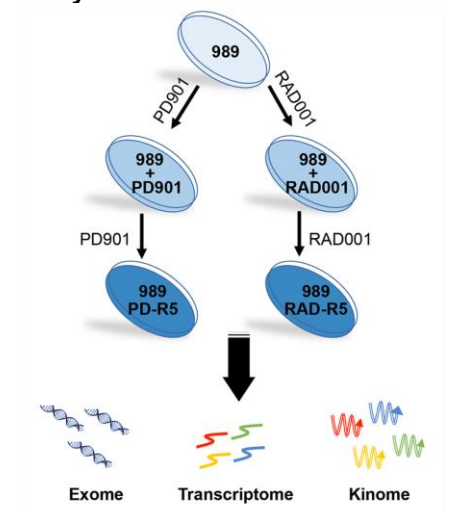 989
PD901
RAD001
989
+
PD901
989
+
RAD001
PD901
RAD001
989
PD-R5
989
RAD-R5
Exome
Transcriptome
Kinome